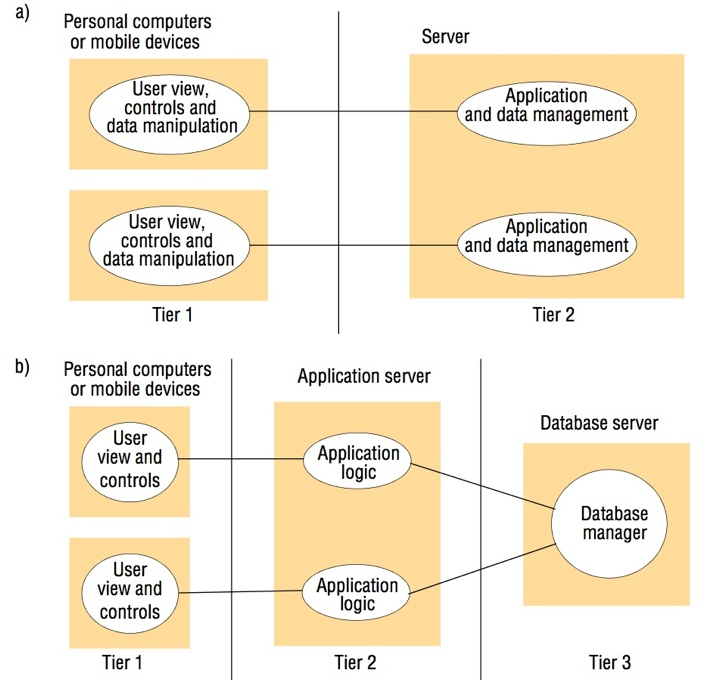 a)
Personal computers
or mobile devices
Server
User view,
controls and
data manipulation
Application
and data management
User view,
controls and
data manipulation
Application
and data management
Tier 1
Tier 2
b)
Personal computers
or mobile devices
Application server
Database server
User
view and
controls
Application
logic
Database
manager
User
view and
controls
Application
logic
Tier 1
Tier 2
Tier 3